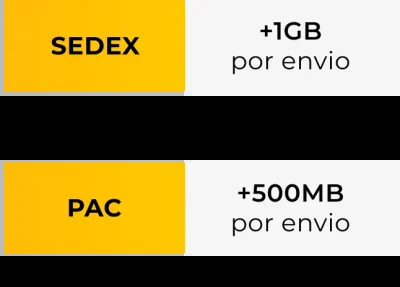 SEDEX
+1GB
por envio
PAC
+500MB
por envio